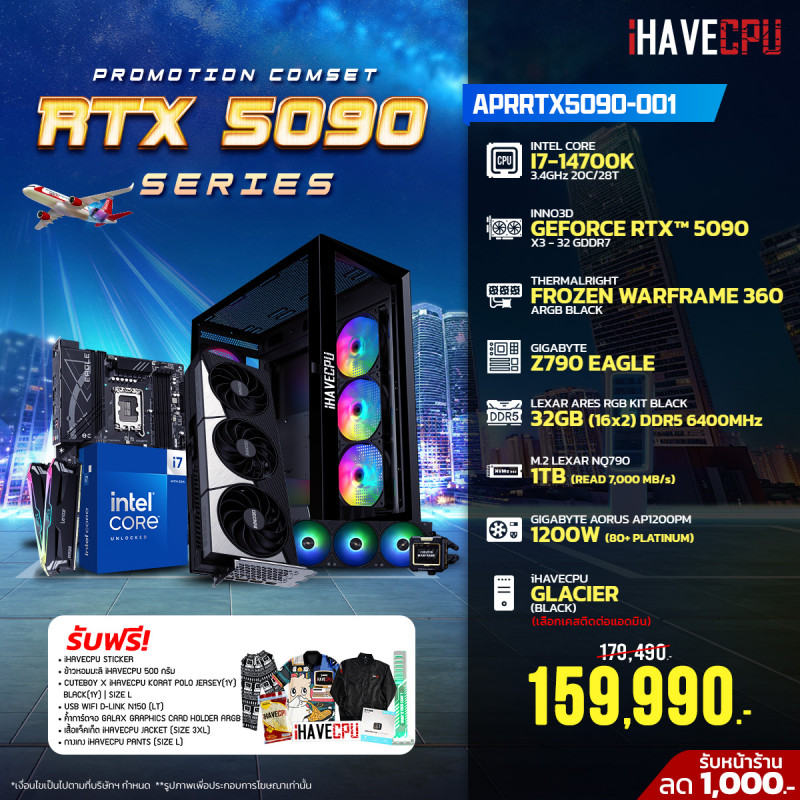 iHAVECPU
PROMOTION COMSET
RTX 5090
SERIES
APRRTX5090-001
CPU
INTEL CORE
I7-14700K
3.4GHz 20C/28T
INNO3D
GEFORCE RTX™ 5090
X3 - 32 GDDR7
THERMALRIGHT
FROZEN WARFRAME 360
ARGB BLACK
GIGABYTE
Z790 EAGLE
DDR5
LEXAR ARES RGB KIT BLACK
32GB (16x2) DDR5 6400MHz
NVMe
M.2 LEXAR NQ790
1TB (READ 7,000 MB/s)
GIGABYTE AORUS AP1200PM
1200W (80+ PLATINUM)
iHAVECPU
GLACIER
(BLACK)
(เลือกเคสติดต่อแอดมิน)
179,490.-
159,990.-
รับหน้าร้าน
ลด 1,000.-
iHAVECPU
EAGLE
intel
CORE
UNLOCKED
i7
intel core
Lexar
รับฟรี!
• iHAVECPU STICKER
• ข้าวหอมมะลิ iHAVECPU 500 กรัม
• CUTEBOY X iHAVECPU KORAT POLO JERSEY(1Y)
BLACK(1Y) | SIZE L
• USB WIFI D-LINK N150 (LT)
• ค้ำการ์ดจอ GALAX GRAPHICS CARD HOLDER ARGB
• เสื้อแจ็คเก็ต iHAVECPU JACKET (SIZE 3XL)
• กางเกง iHAVECPU PANTS (SIZE L)
iHAVECPU
*เงื่อนไขเป็นไปตามที่บริษัทฯ กำหนด **รูปภาพเพื่อประกอบการโฆษณาเท่านั้น